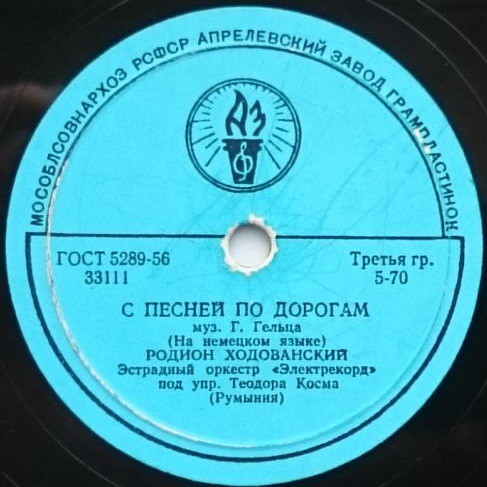 МОСОБЛСОВНАРХОЗ РСФСР АПРЕЛЕВСКИЙ ЗАВОД ГРАМПЛАСТИНОК
АЗ
ГОСТ 5289-56
33111
Третья гр.
5-70
С ПЕСНЕЙ ПО ДОРОГАМ
муз. Г. Гельца
(На немецком языке)
РОДИОН ХОДОВАНСКИЙ
Эстрадный оркестр «Электрекорд»
под упр. Теодора Косма
(Румыния)